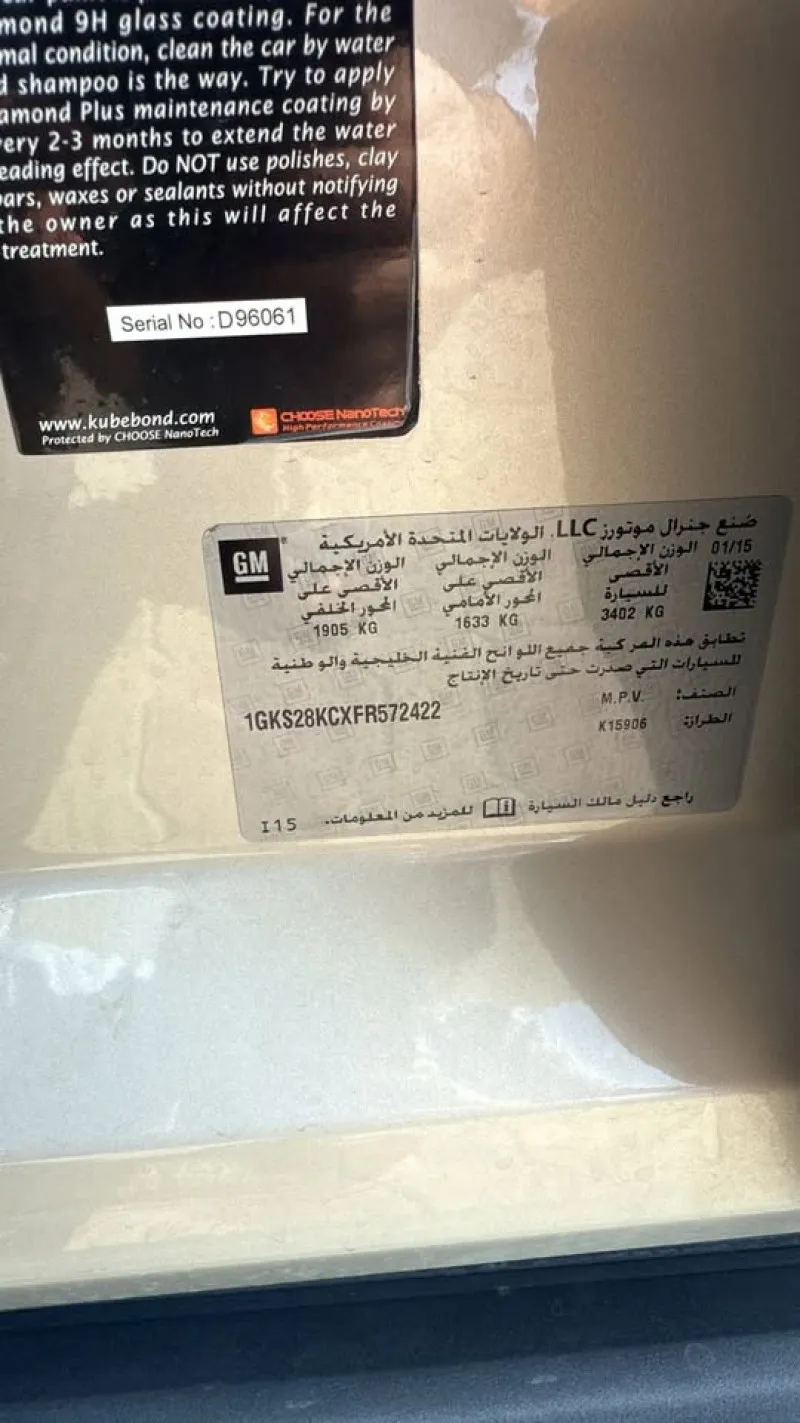 mond 9H glass coating. For the
mal condition, clean the car by water
d shampoo is the way. Try to apply
amond Plus maintenance coating by
very 2-3 months to extend the water
eading effect. Do NOT use polishes, clay
bars, waxes or sealants without notifying
the owner as this will affect the
treatment.
Serial No : D96061
www.kubebond.com
Protected by CHOOSE NanoTech
CHOOSE NanoTech
High Performance
GM
صنع جنرال موتورز LLC. الولايات المتحدة الأمريكية
01/15 الوزن الإجمالي الوزن الإجمالي الوزن الإجمالي
الأقصى الأقصى على الأقصى على
للسيارة المحور الأمامي المحور الخلفي
3402 KG 1633 KG 1905 KG
تطابق هذه المركبة جميع اللوائح الفنية الخليجية والوطنية
للسيارات التي صدرت حتى تاريخ الإنتاج
الصنف: M.P.V.
1GKS28KCXFR572422
الطراز: K15906
راجع دليل مالك السيارة للمزيد من المعلومات.
I15